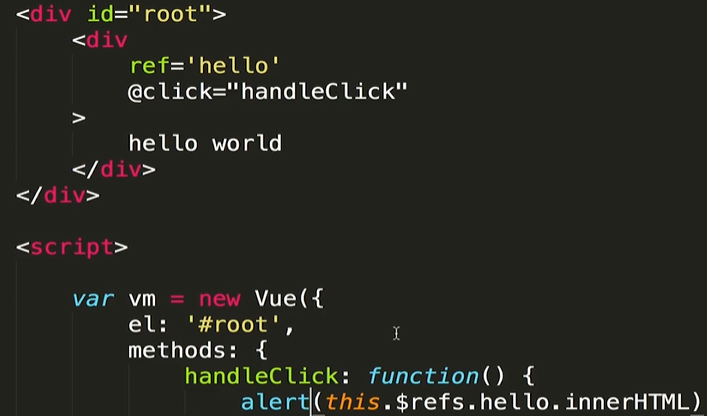 <div id="root">
    <div
        ref='hello'
        @click="handleClick"
    >
        hello world
    </div>
</div>
<script>
    var vm = new Vue({
        el: '#root',
        methods: {
            handleClick: function() {
                alert(this.$refs.hello.innerHTML)